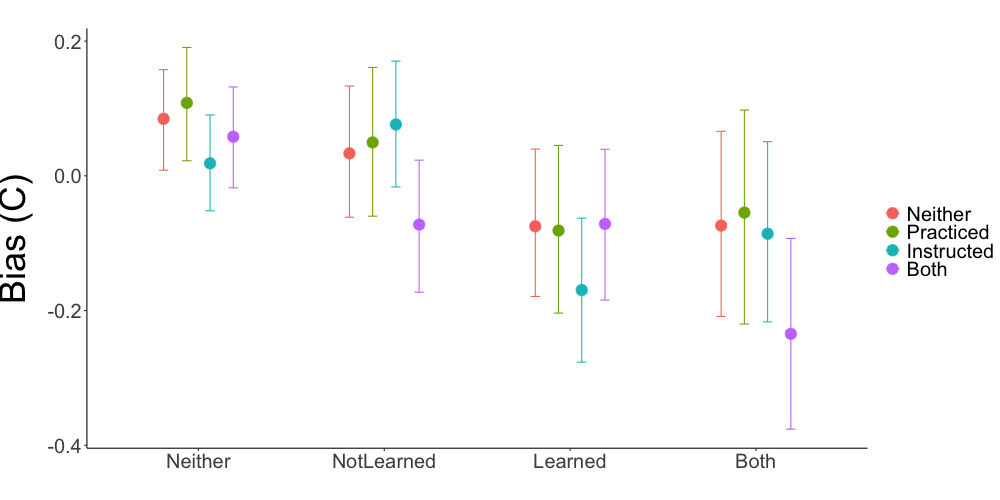 Bias (C)
0.2
0.0
-0.2
-0.4
Neither
NotLearned
Learned
Both
Neither
Practiced
Instructed
Both